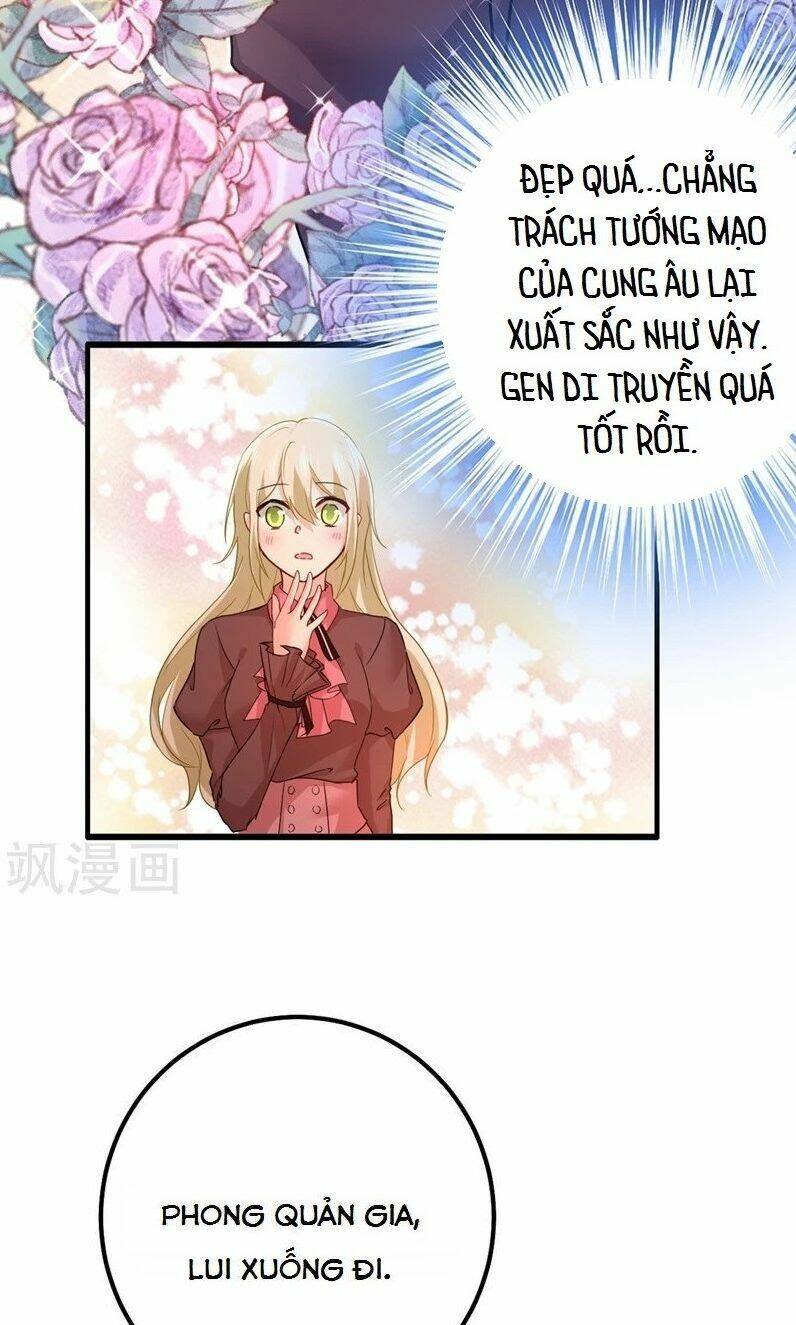 ĐẸP QUÁ...CHẲNG
TRÁCH TƯỚNG MẠO
CỦA CUNG ÂU LẠI
XUẤT SẮC NHƯ VẬY.
GEN DI TRUYỀN QUÁ
TỐT RỒI.
飒漫画
PHONG QUẢN GIA,
LUI XUỐNG ĐI.